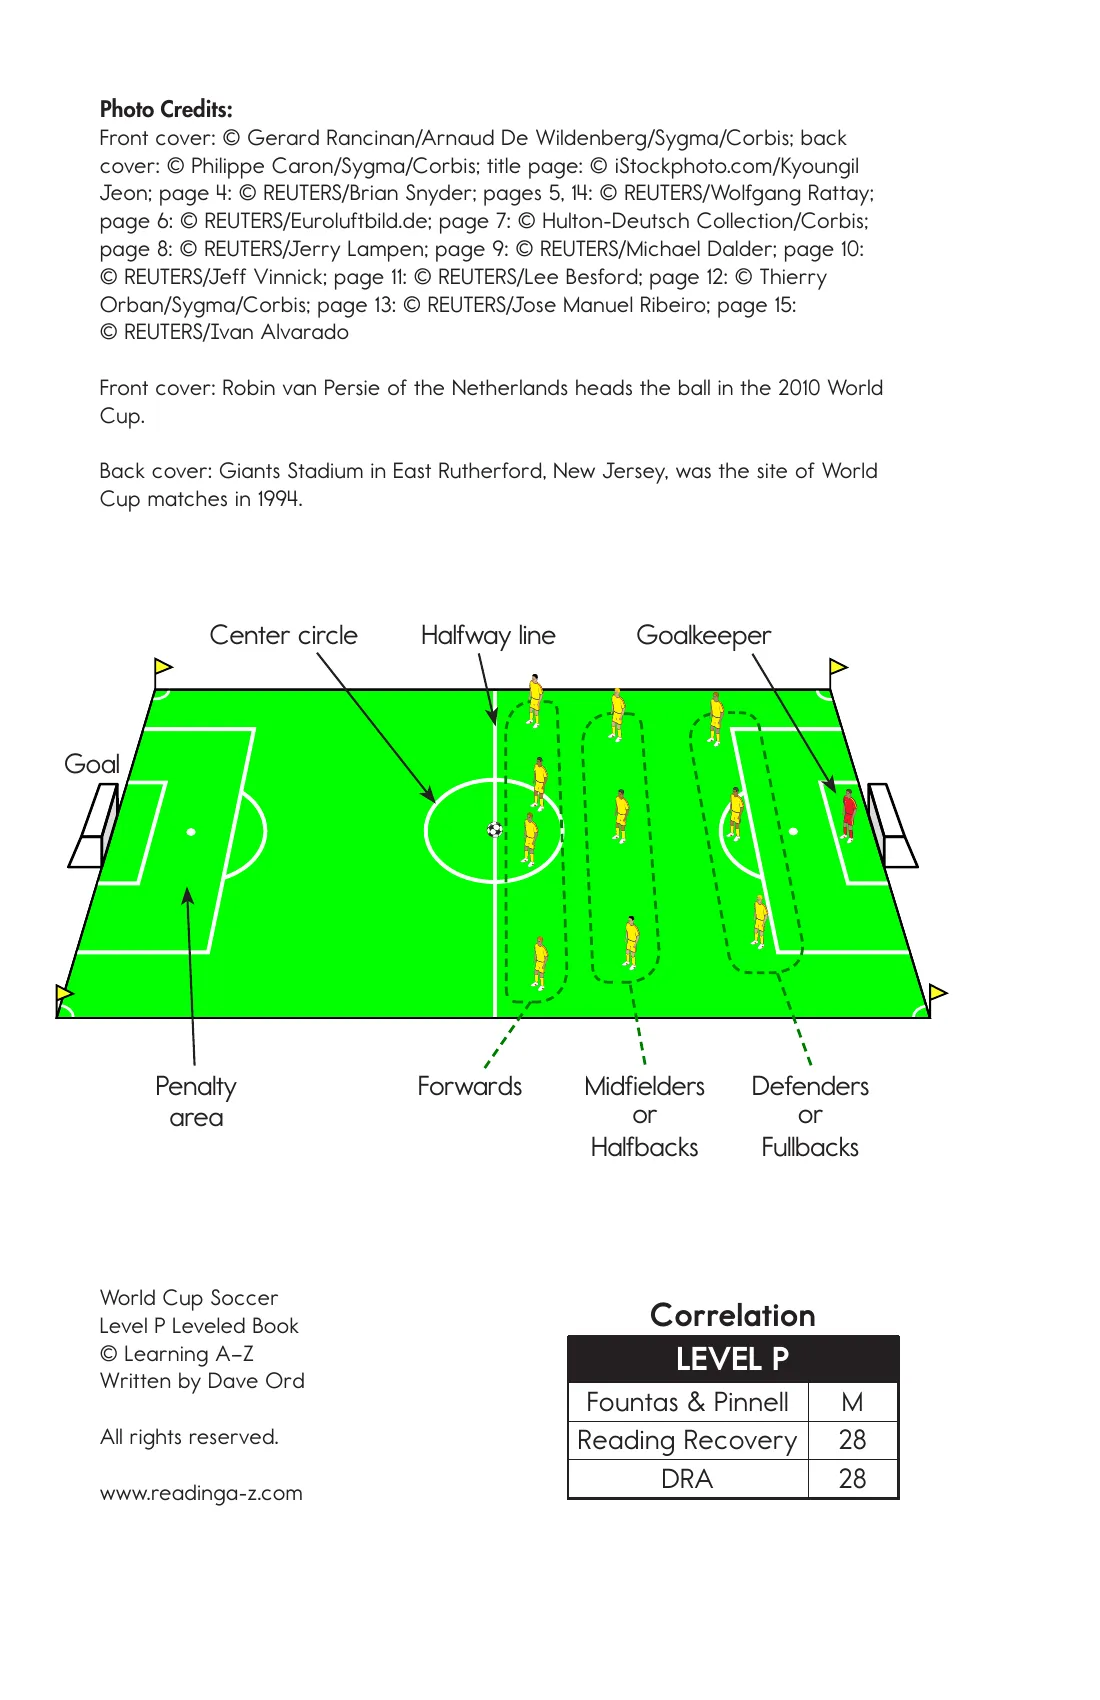 Photo Credits:
Front cover: © Gerard Rancinan/Arnaud De Wildenberg/Sygma/Corbis; back
cover: © Philippe Caron/Sygma/Corbis; title page: © iStockphoto.com/Kyoungil
Jeon; page 4: © REUTERS/Brian Snyder; pages 5, 14: © REUTERS/Wolfgang Rattay;
page 6: © REUTERS/Euroluftbild.de; page 7: © Hulton-Deutsch Collection/Corbis;
page 8: © REUTERS/Jerry Lampen; page 9: © REUTERS/Michael Dalder; page 10:
© REUTERS/Jeff Vinnick; page 11: © REUTERS/Lee Besford; page 12: © Thierry
Orban/Sygma/Corbis; page 13: © REUTERS/Jose Manuel Ribeiro; page 15:
© REUTERS/Ivan Alvarado
Front cover: Robin van Persie of the Netherlands heads the ball in the 2010 World
Cup.
Back cover: Giants Stadium in East Rutherford, New Jersey, was the site of World
Cup matches in 1994.
Center circle
Halfway line
Goalkeeper
Goal
Penalty
area
Forwards
Midfielders
or
Halfbacks
Defenders
or
Fullbacks
World Cup Soccer
Level P Leveled Book
© Learning A–Z
Written by Dave Ord
All rights reserved.
www.readinga-z.com
Correlation
LEVEL P
Fountas & Pinnell M
Reading Recovery 28
DRA 28